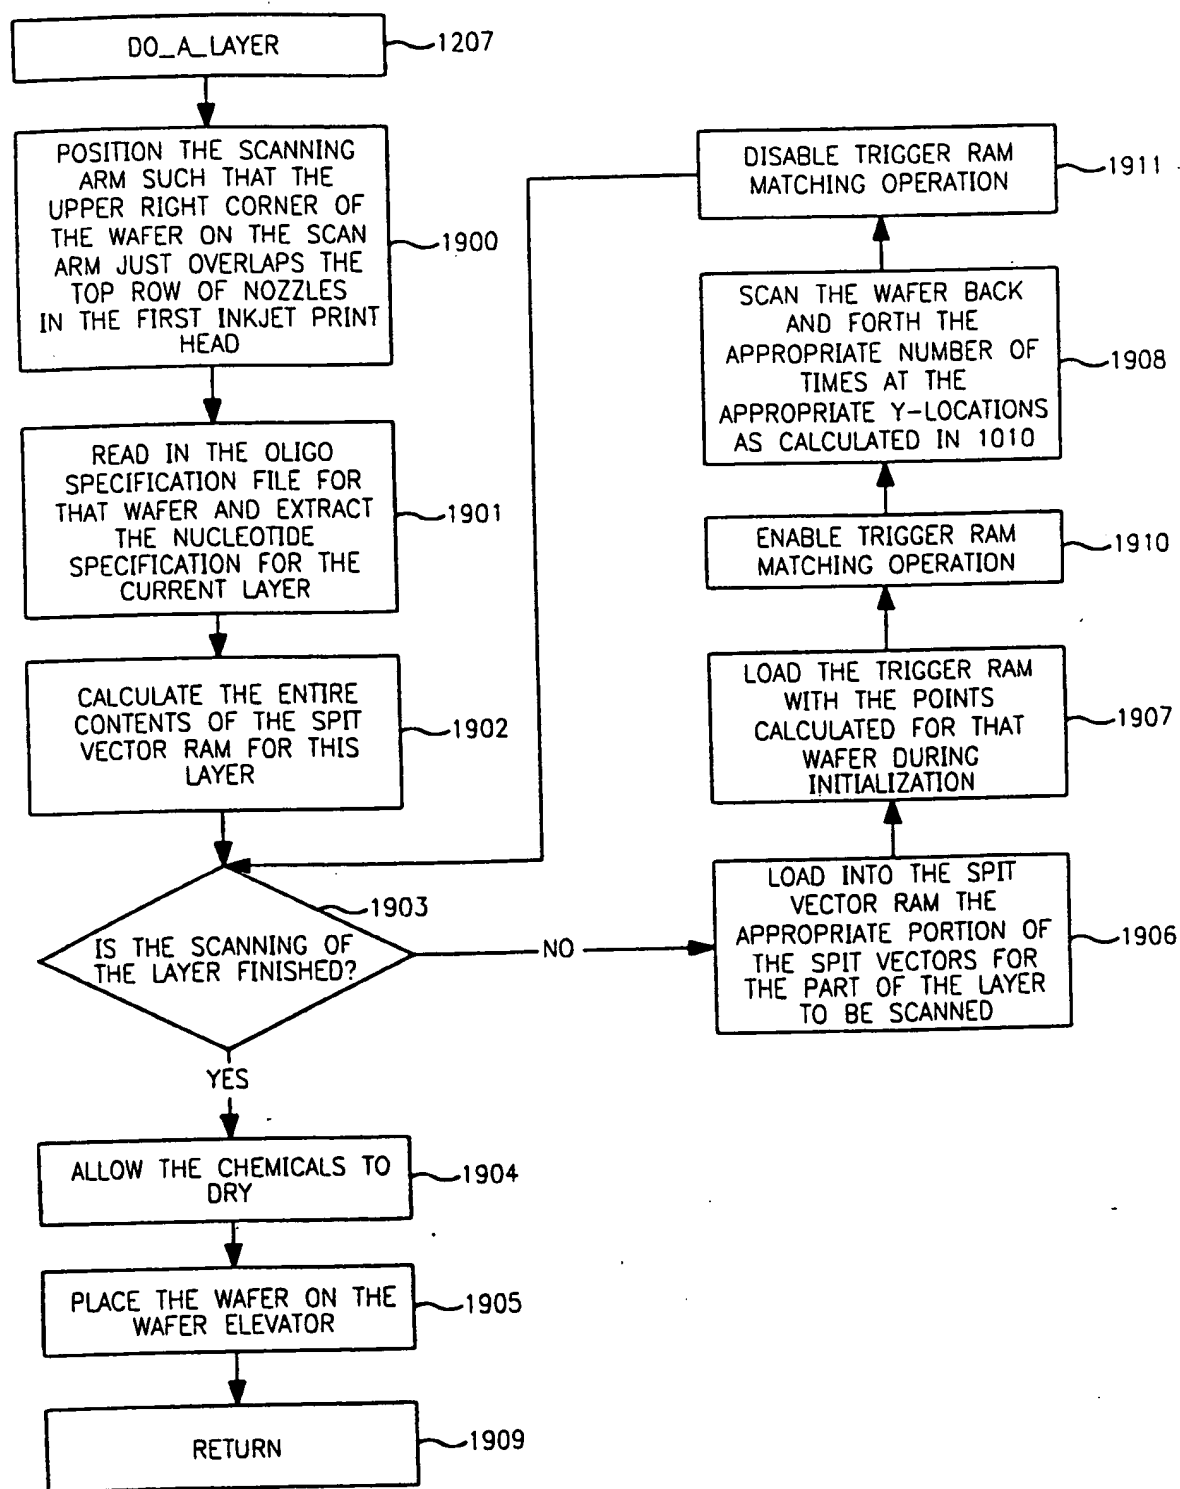 DO_A_LAYER
1207
POSITION THE SCANNING
ARM SUCH THAT THE
UPPER RIGHT CORNER OF
THE WAFER ON THE SCAN
ARM JUST OVERLAPS THE
TOP ROW OF NOZZLES
IN THE FIRST INKJET PRINT
HEAD
1900
READ IN THE OLIGO
SPECIFICATION FILE FOR
THAT WAFER AND EXTRACT
THE NUCLEOTIDE
SPECIFICATION FOR THE
CURRENT LAYER
1901
CALCULATE THE ENTIRE
CONTENTS OF THE SPIT
VECTOR RAM FOR THIS
LAYER
1902
1903
IS THE SCANNING OF
THE LAYER FINISHED?
NO
LOAD INTO THE SPIT
VECTOR RAM THE
APPROPRIATE PORTION OF
THE SPIT VECTORS FOR
THE PART OF THE LAYER
TO BE SCANNED
1906
LOAD THE TRIGGER RAM
WITH THE POINTS
CALCULATED FOR THAT
WAFER DURING
INITIALIZATION
1907
ENABLE TRIGGER RAM
MATCHING OPERATION
1910
SCAN THE WAFER BACK
AND FORTH THE
APPROPRIATE NUMBER OF
TIMES AT THE
APPROPRIATE Y-LOCATIONS
AS CALCULATED IN 1010
1908
DISABLE TRIGGER RAM
MATCHING OPERATION
1911
YES
ALLOW THE CHEMICALS TO
DRY
1904
PLACE THE WAFER ON THE
WAFER ELEVATOR
1905
RETURN
1909